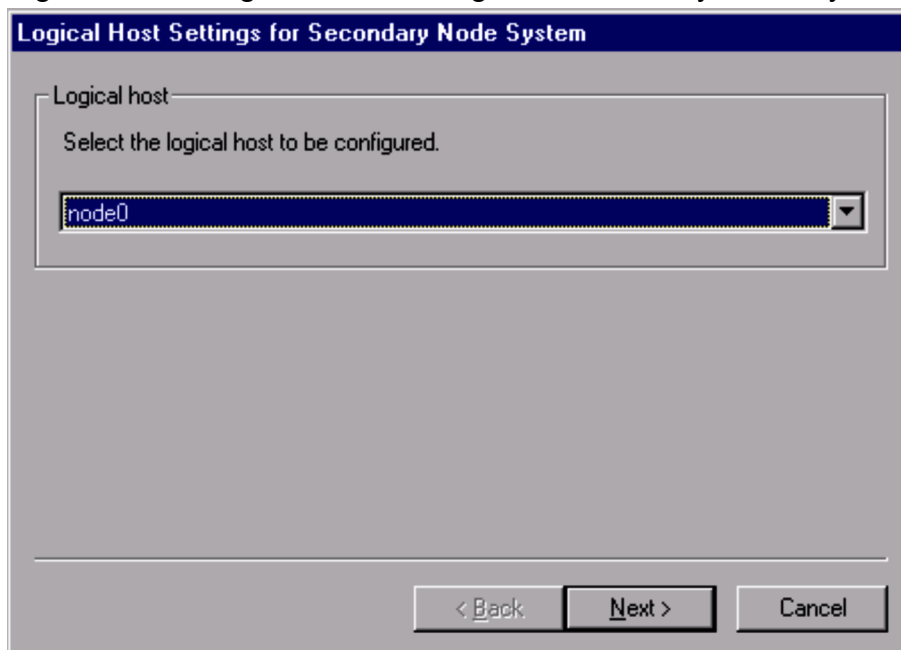 Logical Host Settings for Secondary Node System
Logical host
Select the logical host to be configured.
node0
< Back
Next >
Cancel